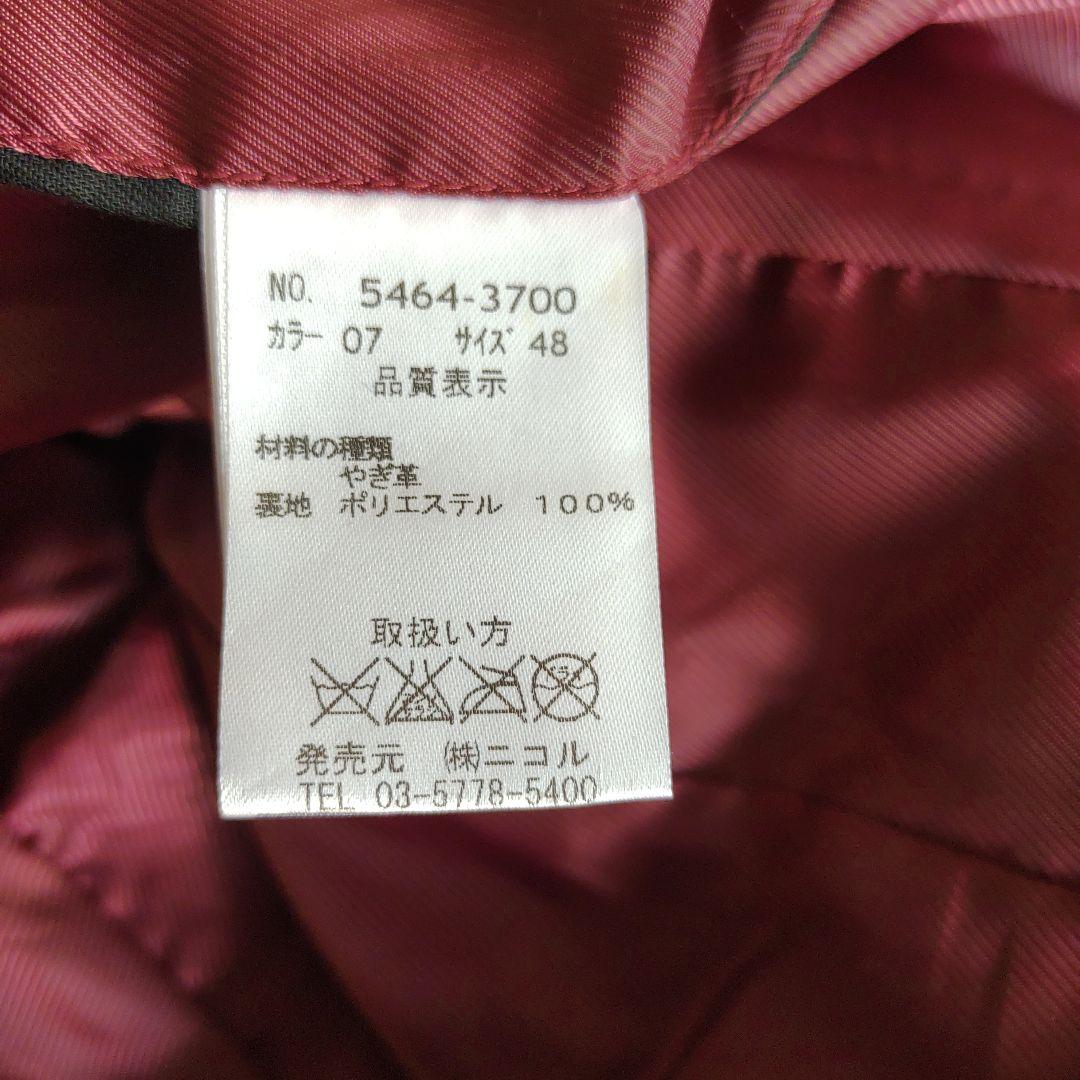 NO. 5464-3700
ｶﾗｰ 07 ｻｲｽﾞ 48
品質表示
材料の種類
やぎ革
裏地 ポリエステル 100%
取扱い方
発売元 (株)ニコル
TEL 03-5778-5400